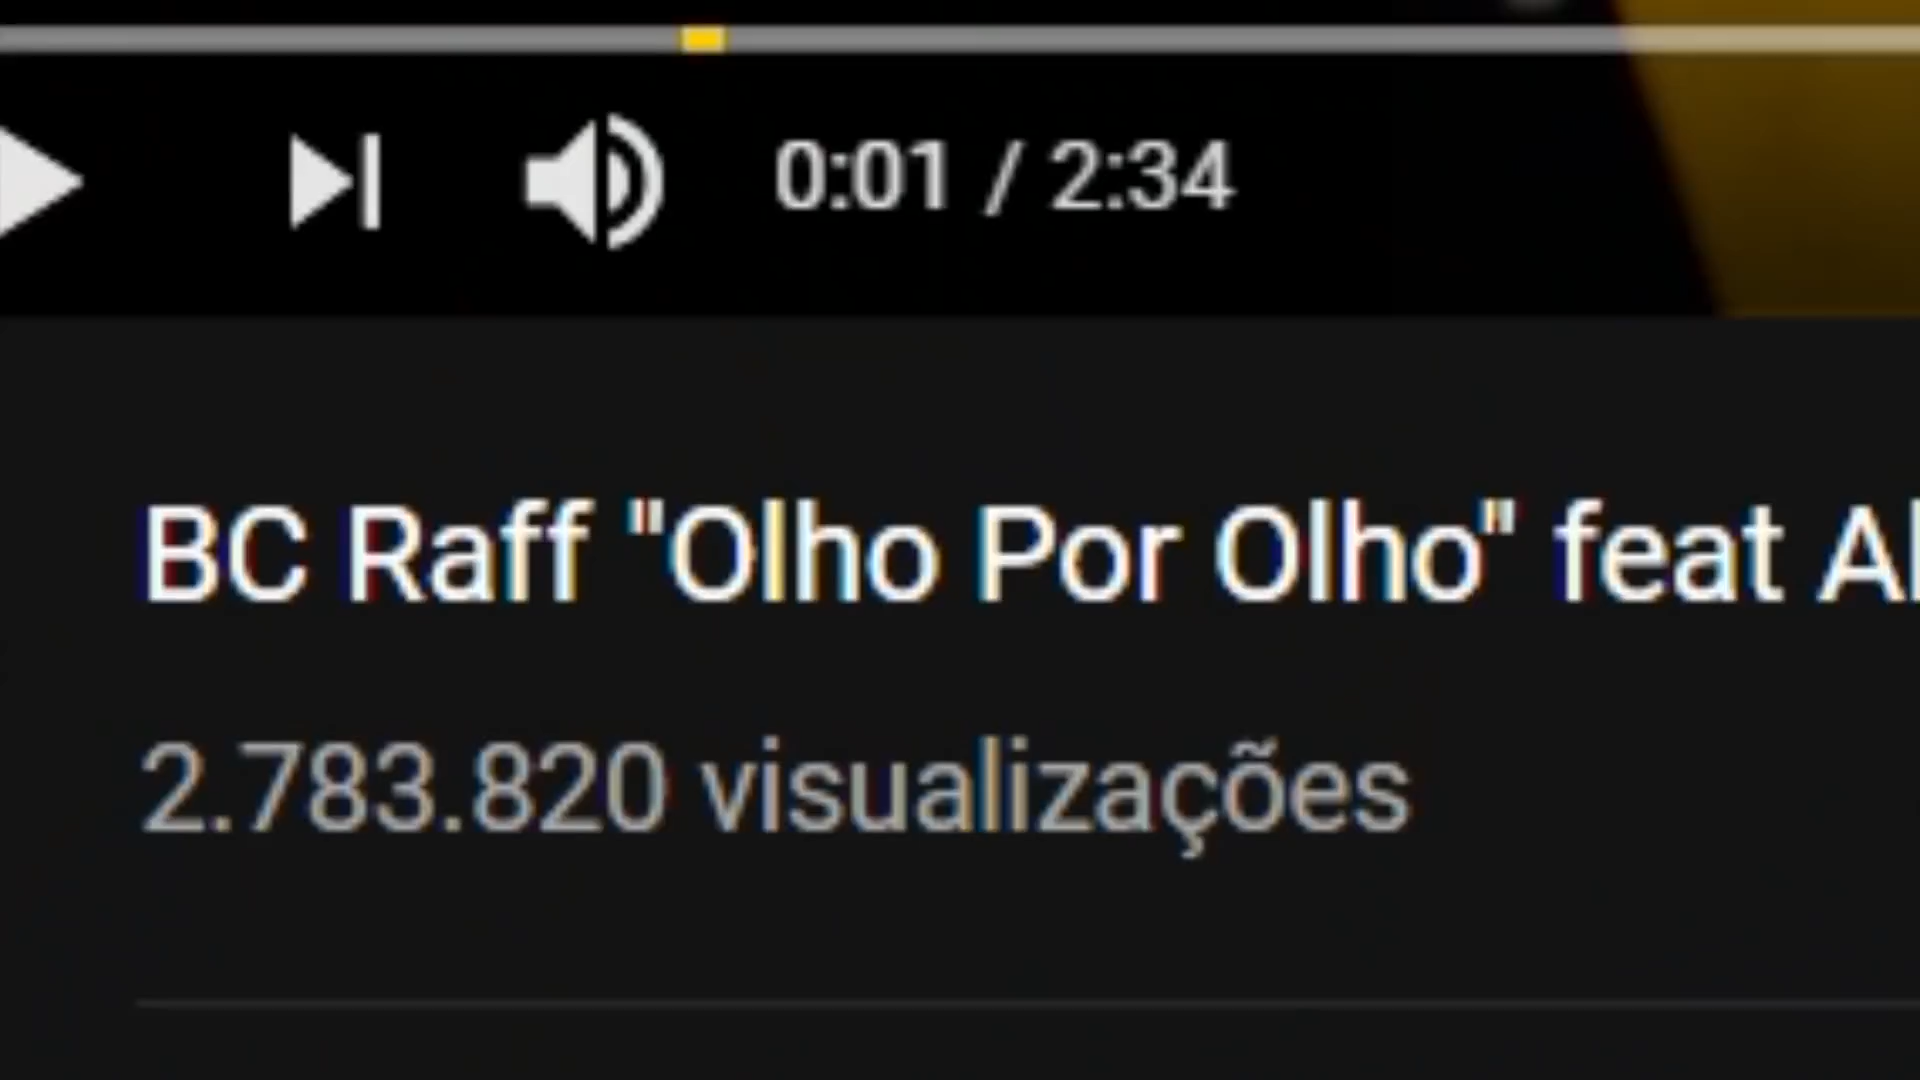 0:01 / 2:34
BC Raff "Olho Por Olho" feat
2.783.820 visualizações